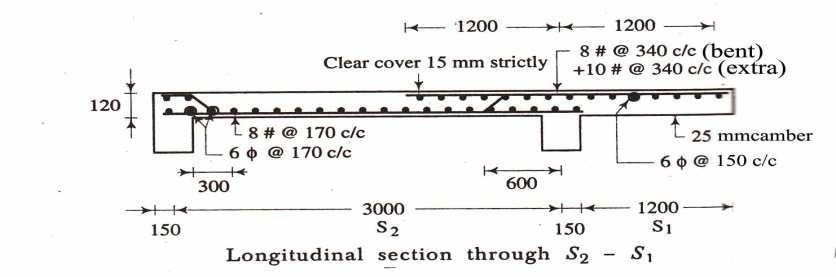 1200 1200
8 # @ 340 c/c (bent)
Clear cover 15 mm strictly
+10 # @ 340 c/c (extra)
120
8 # @ 170 c/c
25 mmcamber
6 ϕ @ 170 c/c
6 ϕ @ 150 c/c
300
600
3000 1200
150 S₂ 150 S₁
Longitudinal section through S₂ – S₁